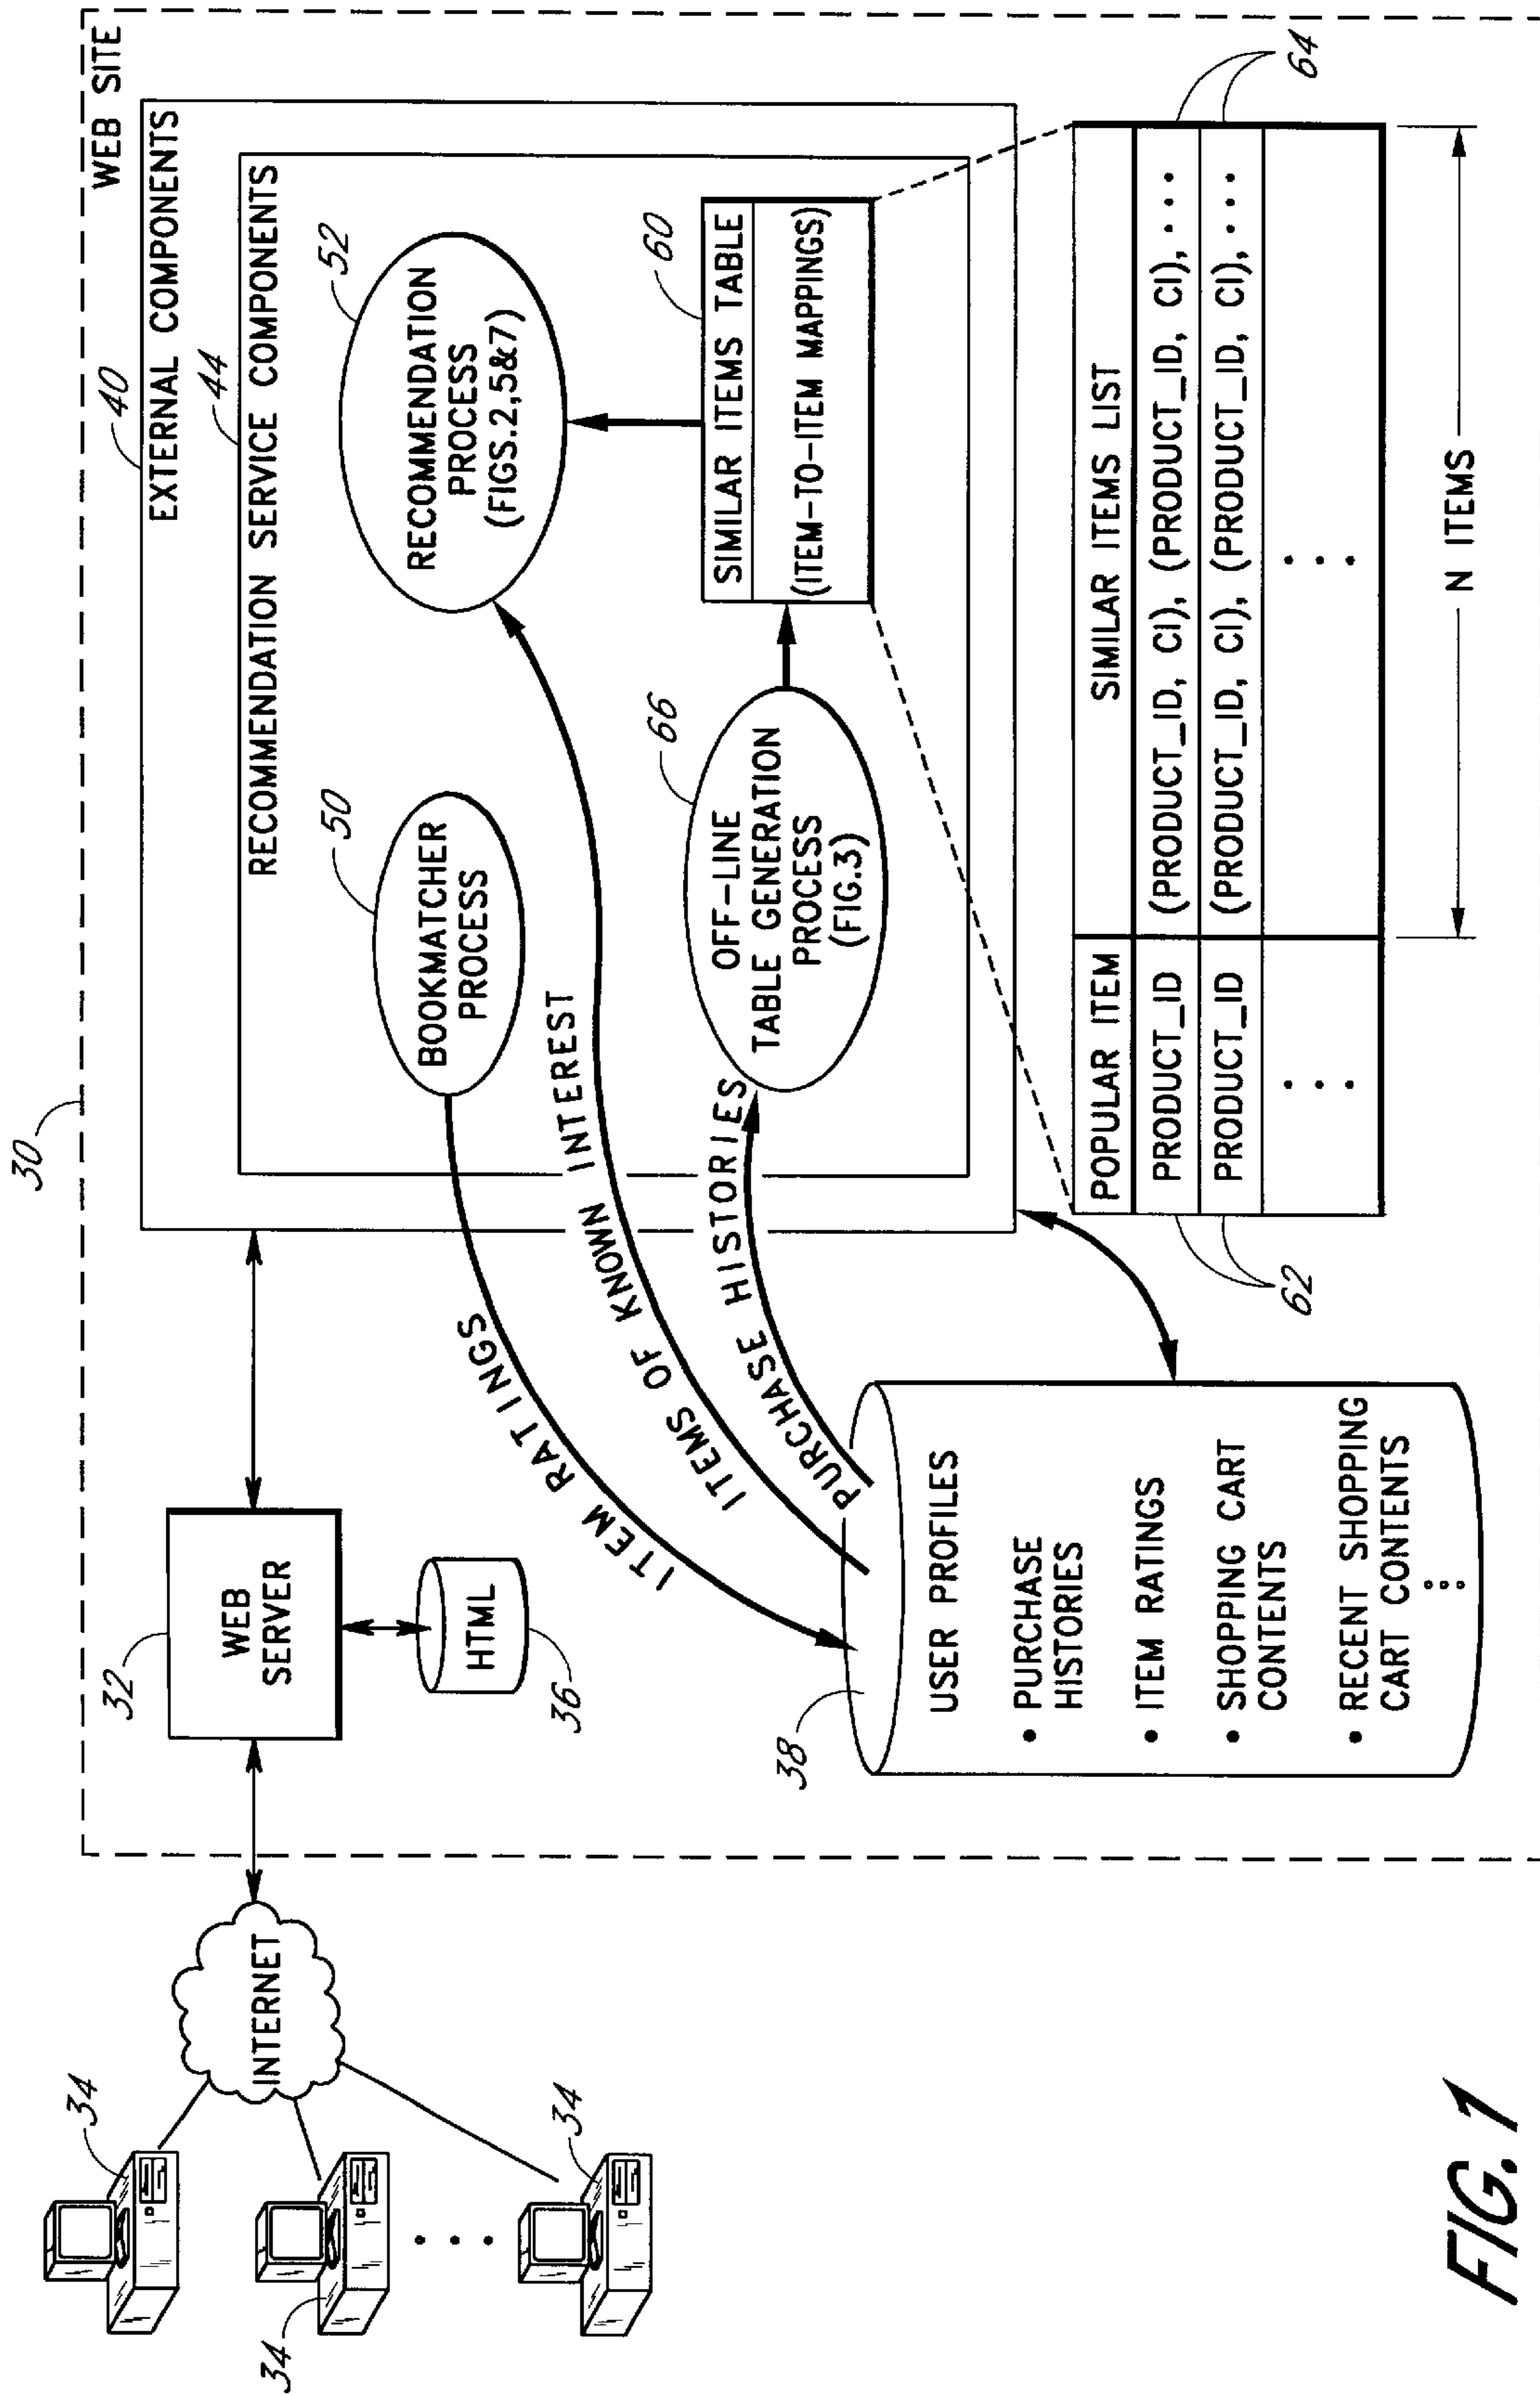 30
WEB SITE
40
EXTERNAL COMPONENTS
44
RECOMMENDATION SERVICE COMPONENTS
34
34
34
INTERNET
32
WEB
SERVER
HTML
36
50
BOOKMATCHER
PROCESS
52
RECOMMENDATION
PROCESS
(FIGS.2,5&7)
ITEM RATINGS
ITEMS OF KNOWN INTEREST
PURCHASE HISTORIES
66
OFF-LINE
TABLE GENERATION
PROCESS
(FIG.3)
60
SIMILAR ITEMS TABLE
(ITEM-TO-ITEM MAPPINGS)
38
USER PROFILES
• PURCHASE
HISTORIES
• ITEM RATINGS
• SHOPPING CART
CONTENTS
• RECENT SHOPPING
CART CONTENTS
POPULAR ITEM SIMILAR ITEMS LIST
PRODUCT_ID (PRODUCT_ID, CI), (PRODUCT_ID, CI), ...
PRODUCT_ID (PRODUCT_ID, CI), (PRODUCT_ID, CI), ...
62
64
N ITEMS
FIG. 1